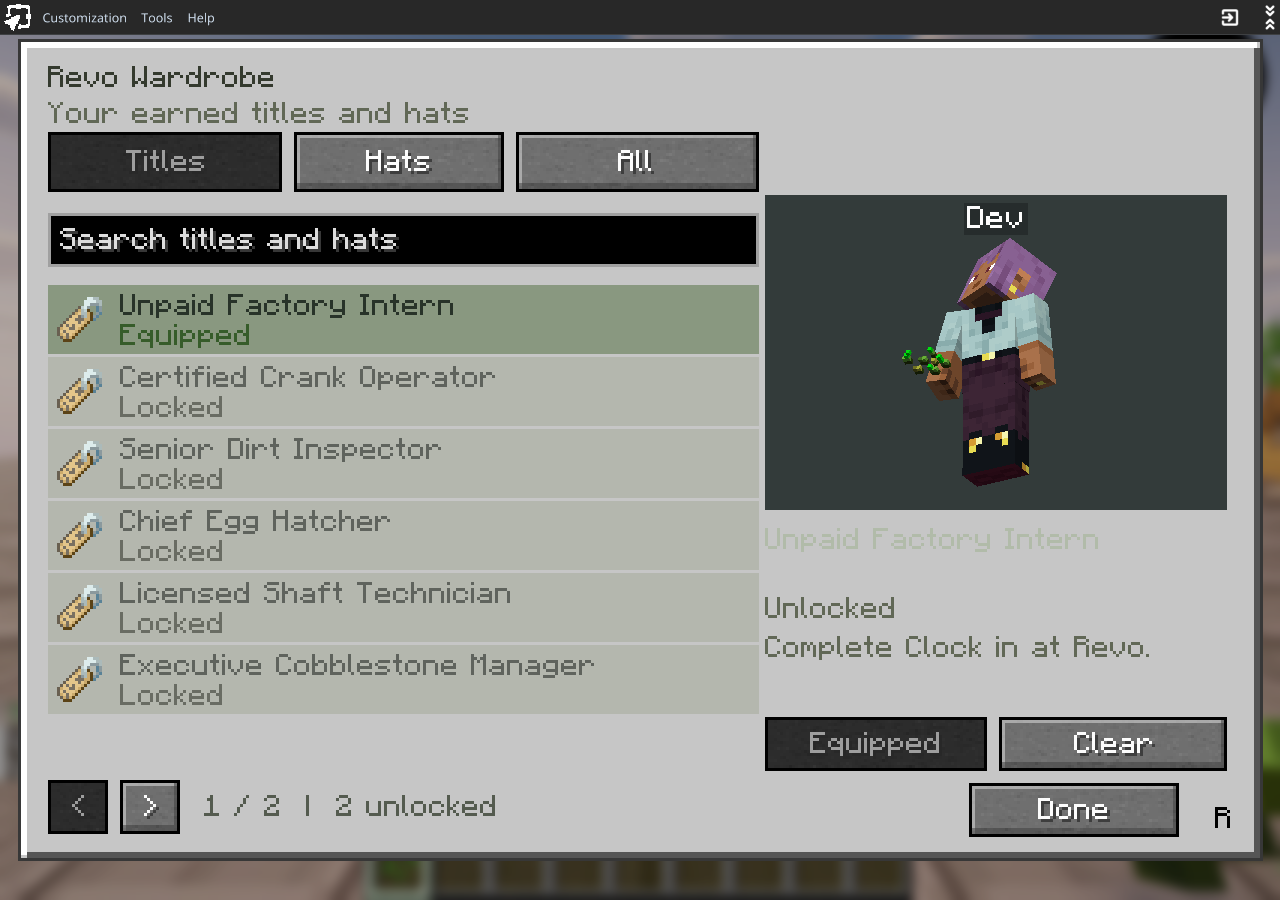 Customization Tools Help
Revo Wardrobe
Your earned titles and hats
Titles Hats All
Search titles and hats
Dev
Unpaid Factory Intern
Equipped
Certified Crank Operator
Locked
Senior Dirt Inspector
Locked
Chief Egg Hatcher
Locked
Licensed Shaft Technician
Locked
Executive Cobblestone Manager
Locked
Unpaid Factory Intern
Unlocked
Complete Clock in at Revo.
Equipped Clear
< > 1 / 2 | 2 unlocked
Done R